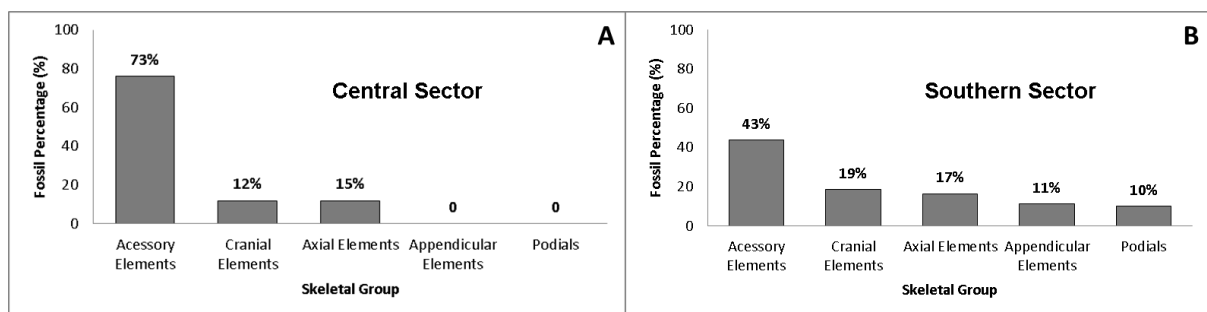 A
Central Sector
Fossil Percentage (%)
100
80
60
40
20
0
73%
12%
15%
0
0
Acessory
Elements
Cranial
Elements
Axial Elements
Appendicular
Elements
Podials
Skeletal Group
B
Southern Sector
Fossil Percentage (%)
100
80
60
40
20
0
43%
19%
17%
11%
10%
Acessory
Elements
Cranial
Elements
Axial Elements
Appendicular
Elements
Podials
Skeletal Group